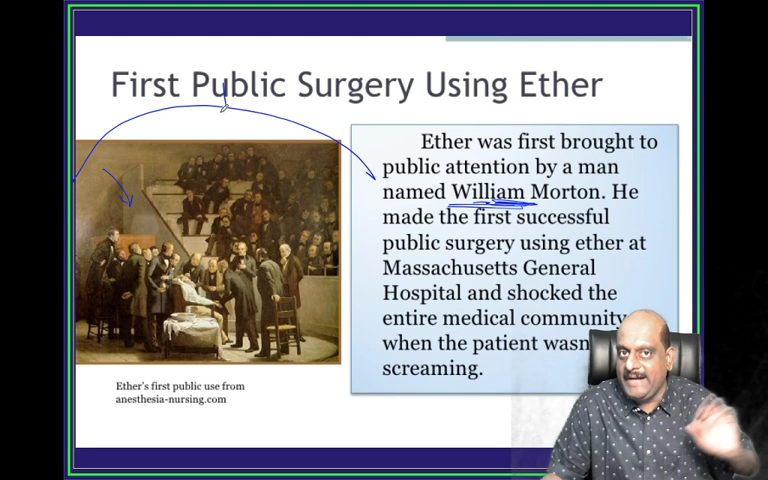 First Public Surgery Using Ether
Ether was first brought to
public attention by a man
named William Morton. He
made the first successful
public surgery using ether at
Massachusetts General
Hospital and shocked the
entire medical community
when the patient wasn
screaming.
Ether's first public use from
anesthesia-nursing.com